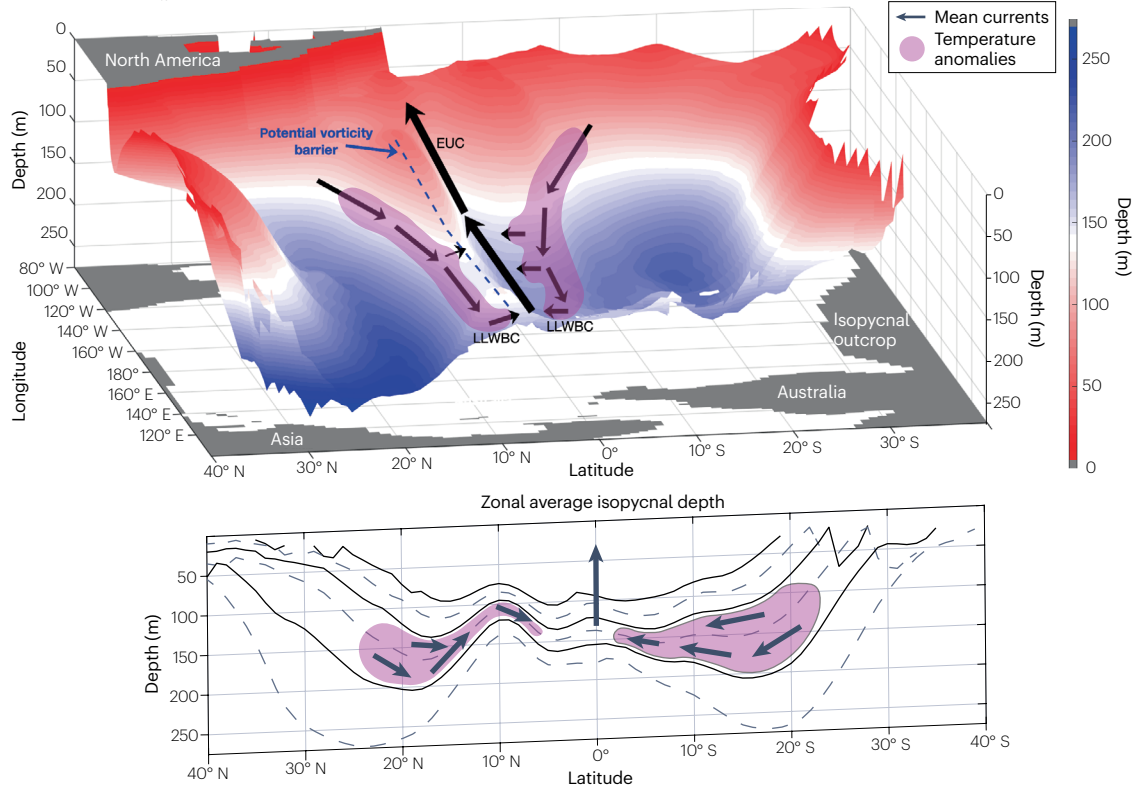 Mean currents
Temperature
anomalies
North America
Potential vorticity
barrier
EUC
LLWBC
LLWBC
Isopycnal
outcrop
Australia
Asia
0
50
100
150
200
250
Depth (m)
80° W
100° W
120° W
140° W
160° W
180°
160° E
140° E
120° E
Longitude
40° N
30° N
20° N
10° N
0°
10° S
20° S
30° S
Latitude
0
50
100
150
200
250
Depth (m)
250
200
150
100
50
0
Depth (m)
Zonal average isopycnal depth
50
100
150
200
250
Depth (m)
40° N
30° N
20° N
10° N
0°
10° S
20° S
30° S
40° S
Latitude